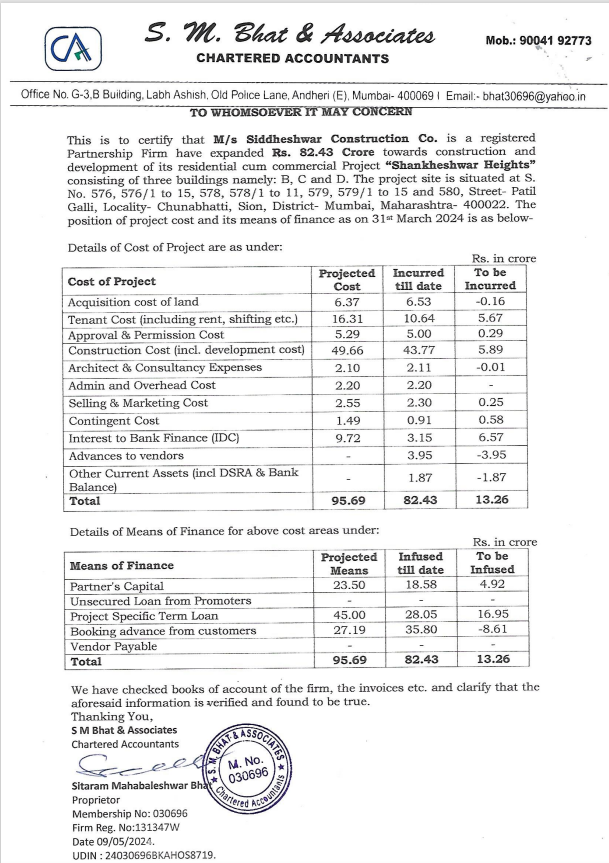 CA
S. M. Bhat & Associates
CHARTERED ACCOUNTANTS
Mob.: 90041 92773
Office No. G-3,B Building, Labh Ashish, Old Police Lane, Andheri (E), Mumbai- 400069 I Email:- bhat30696@yahoo.in
TO WHOMSOEVER IT MAY CONCERN
This is to certify that M/s Siddheshwar Construction Co. is a registered
Partnership Firm have expanded Rs. 82.43 Crore towards construction and
development of its residential cum commercial Project "Shankheshwar Heights"
consisting of three buildings namely: B, C and D. The project site is situated at S.
No. 576, 576/1 to 15, 578, 578/1 to 11, 579, 579/1 to 15 and 580, Street- Patil
Galli, Locality- Chunabhatti, Sion, District- Mumbai, Maharashtra- 400022. The
position of project cost and its means of finance as on 31st March 2024 is as below-
Details of Cost of Project are as under:
Rs. in crore
Cost of Project Projected Cost Incurred till date To be Incurred
Acquisition cost of land 6.37 6.53 -0.16
Tenant Cost (including rent, shifting etc.) 16.31 10.64 5.67
Approval & Permission Cost 5.29 5.00 0.29
Construction Cost (incl. development cost) 49.66 43.77 5.89
Architect & Consultancy Expenses 2.10 2.11 -0.01
Admin and Overhead Cost 2.20 2.20 -
Selling & Marketing Cost 2.55 2.30 0.25
Contingent Cost 1.49 0.91 0.58
Interest to Bank Finance (IDC) 9.72 3.15 6.57
Advances to vendors - 3.95 -3.95
Other Current Assets (incl DSRA & Bank
Balance) - 1.87 -1.87
Total 95.69 82.43 13.26
Details of Means of Finance for above cost areas under:
Rs. in crore
Means of Finance Projected Means Infused till date To be Infused
Partner's Capital 23.50 18.58 4.92
Unsecured Loan from Promoters - - -
Project Specific Term Loan 45.00 28.05 16.95
Booking advance from customers 27.19 35.80 -8.61
Vendor Payable - - -
Total 95.69 82.43 13.26
We have checked books of account of the firm, the invoices etc. and clarify that the
aforesaid information is verified and found to be true.
Thanking You,
S M Bhat & Associates
Chartered Accountants
Sitaram Mahabaleshwar Bhat
Proprietor
Membership No: 030696
Firm Reg. No:131347W
Date 09/05/2024.
UDIN : 24030696BKAHOS8719.
S. M. BHAT & ASSOCIATES
M. No.
030696
Chartered Accountants